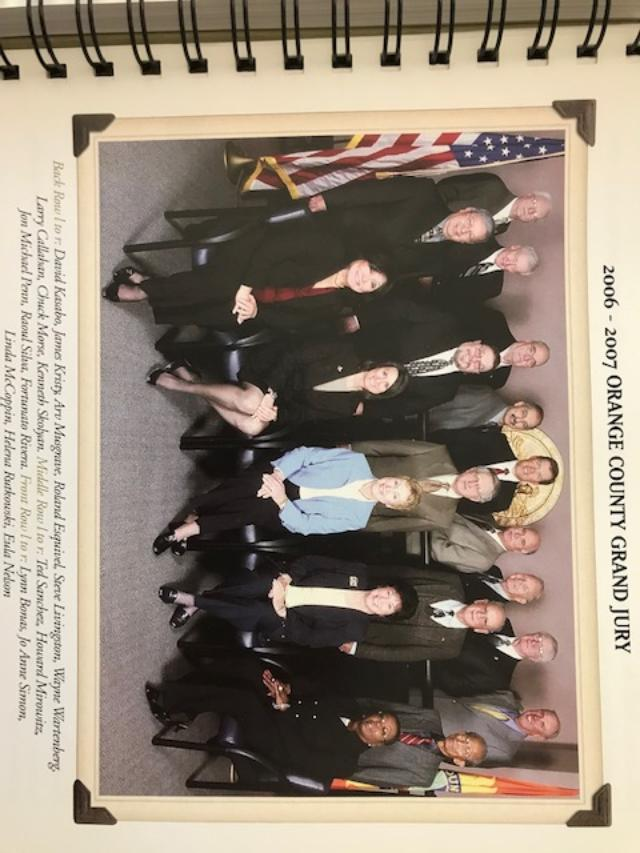 2006 - 2007 ORANGE COUNTY GRAND JURY
Back Row l to r: David Kasabo, James Kristy, Arv Musgrave, Roland Esquivel, Steve Livingston, Wayne Wartenberg,
Larry Callahan, Chuck Morse, Kenneth Skolyan, Middle Row l to r: Ted Sanchez, Howard Mirowitz,
Jon Michael Penn, Raoul Silva, Fortunato Rivera, Front Row l to r: Lynn Bonas, Jo Anne Simon,
Linda McCoppin, Helena Rutkowski, Eula Nelson